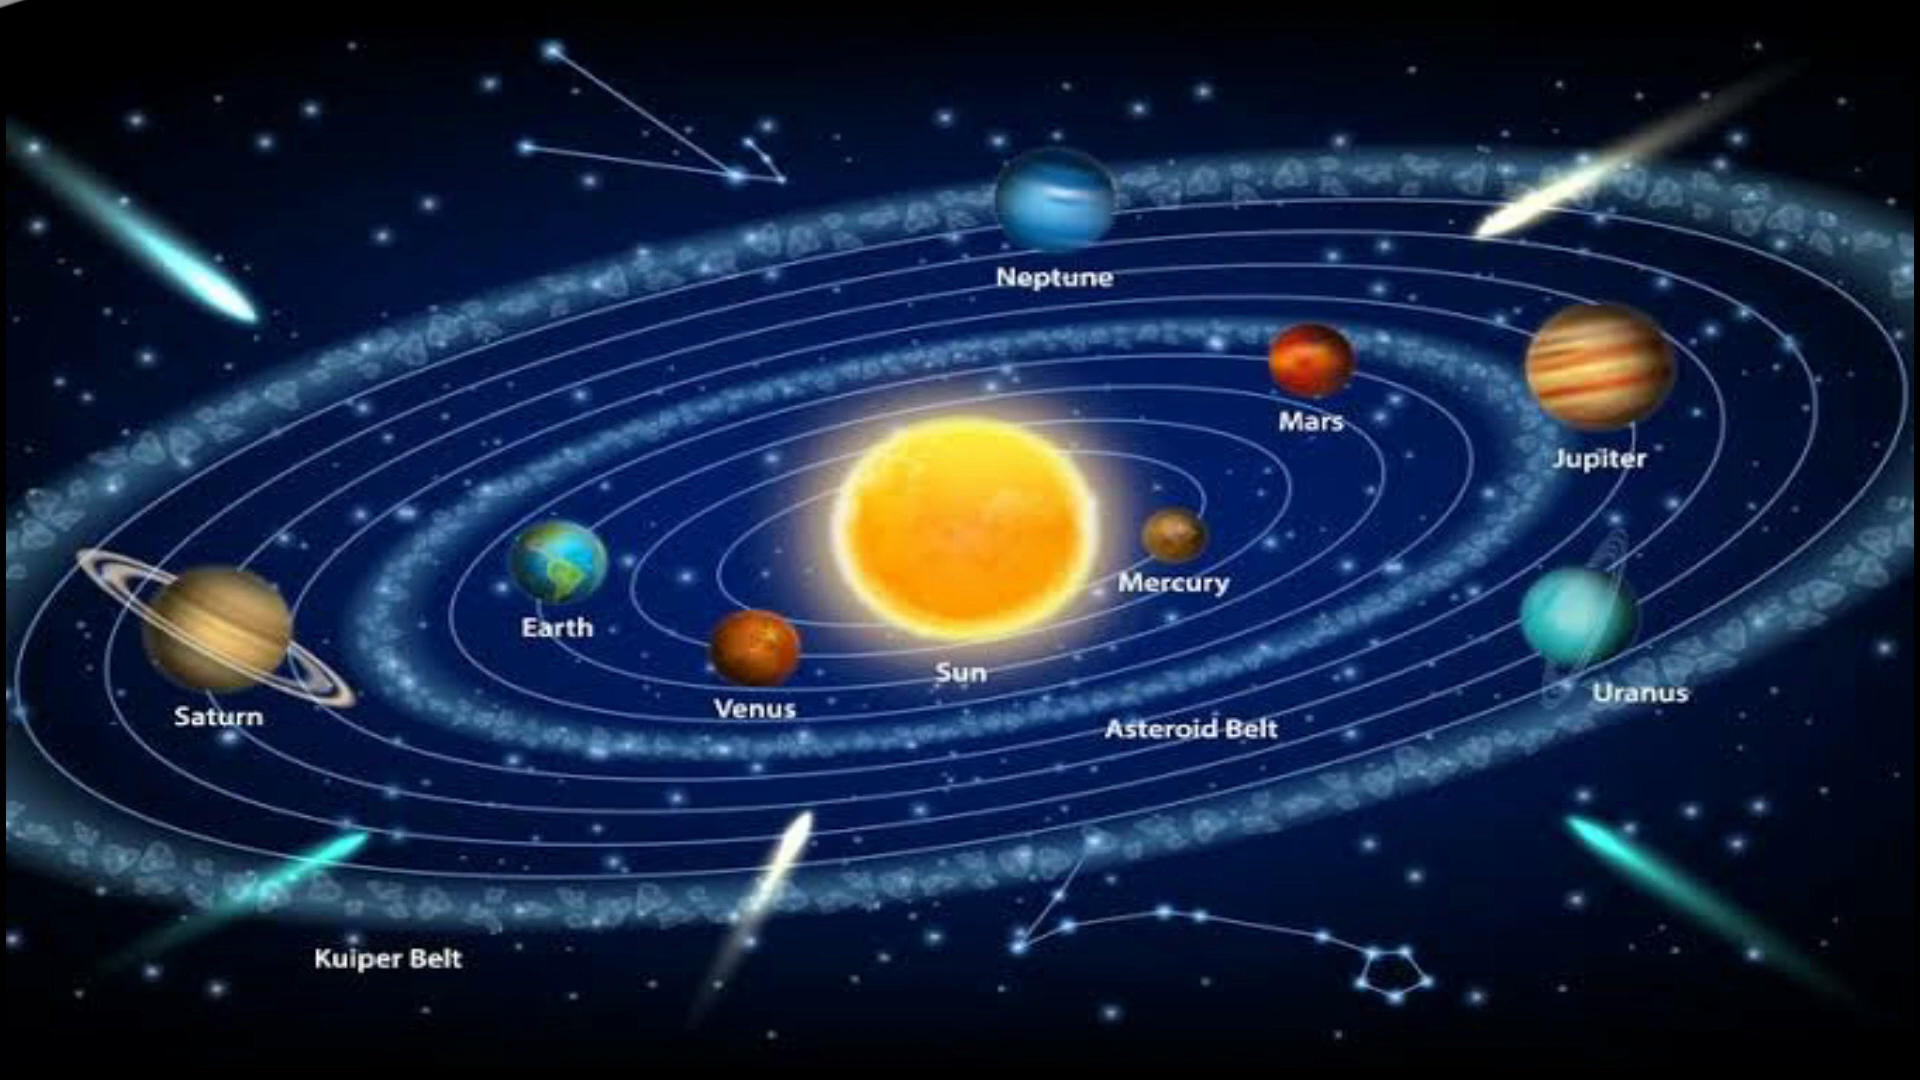 Neptune
Mars
Jupiter
Mercury
Earth
Sun
Venus
Saturn
Uranus
Asteroid Belt
Kuiper Belt